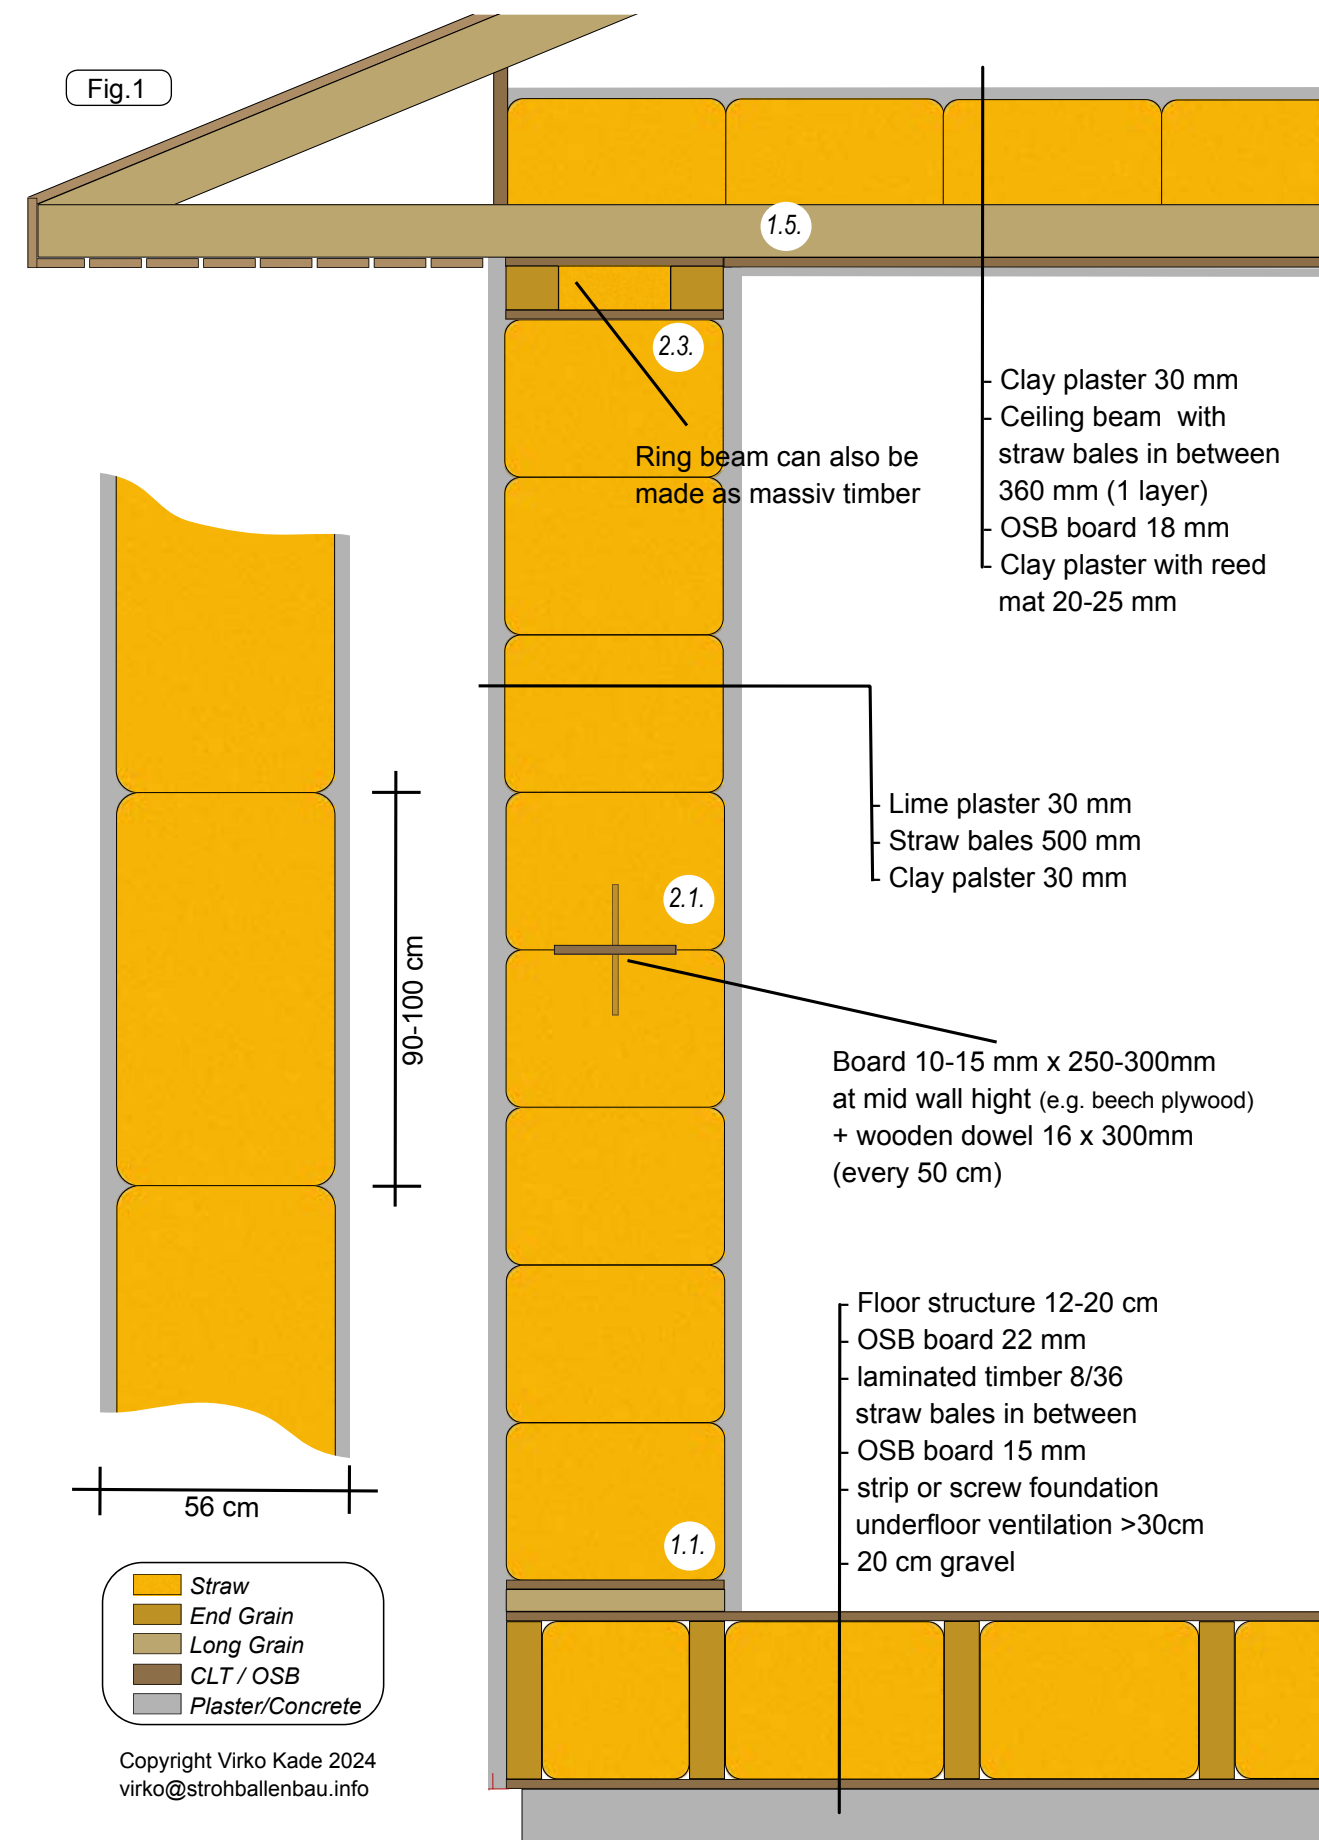 Fig.1
1.5.
2.3.
Ring beam can also be
made as massiv timber
- Clay plaster 30 mm
- Ceiling beam  with
straw bales in between
360 mm (1 layer)
- OSB board 18 mm
- Clay plaster with reed
mat 20-25 mm
- Lime plaster 30 mm
- Straw bales 500 mm
- Clay palster 30 mm
2.1.
90-100 cm
Board 10-15 mm x 250-300mm
at mid wall hight (e.g. beech plywood)
+ wooden dowel 16 x 300mm
(every 50 cm)
- Floor structure 12-20 cm
- OSB board 22 mm
- laminated timber 8/36
straw bales in between
- OSB board 15 mm
- strip or screw foundation
underfloor ventilation >30cm
- 20 cm gravel
1.1.
56 cm
Straw
End Grain
Long Grain
CLT / OSB
Plaster/Concrete
Copyright Virko Kade 2024
virko@strohballenbau.info